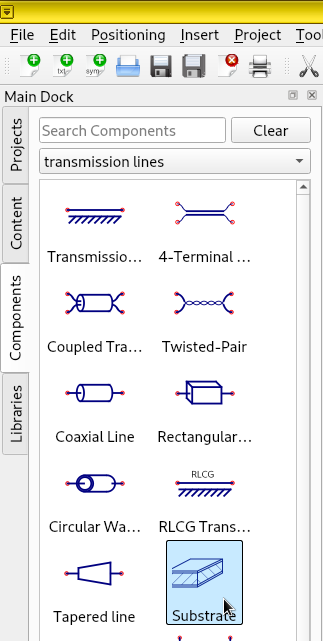 File Edit Positioning Insert Project Tool
txt sym
Main Dock
Projects
Content
Components
Libraries
Search Components Clear
transmission lines
Transmissio... 4-Terminal ...
Coupled Tra... Twisted-Pair
Coaxial Line Rectangular...
RLCG
Circular Wa... RLCG Trans...
Tapered line Substrate